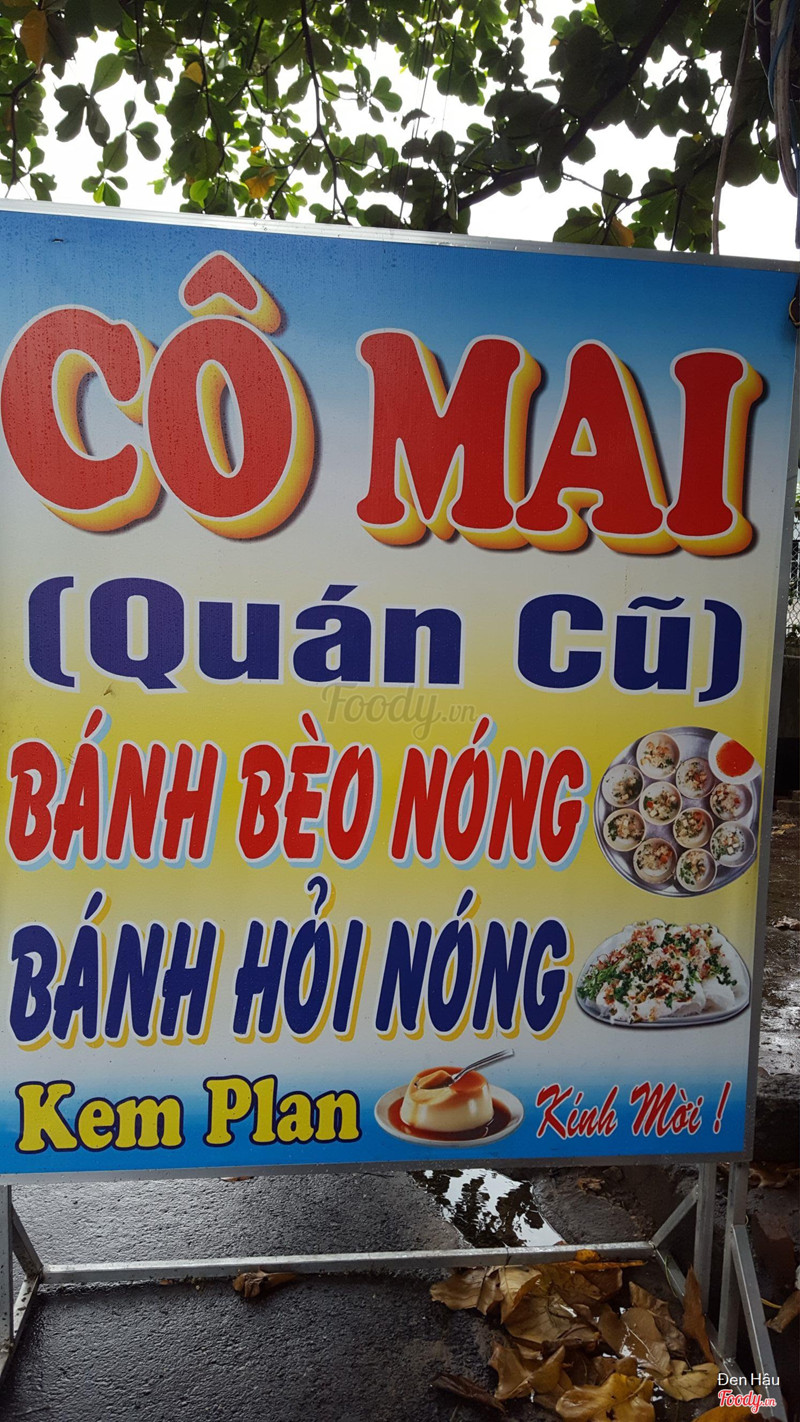 CÔ MAI
(Quán Cũ)
Foody.vn
BÁNH BÈO NÓNG
BÁNH HỎI NÓNG
Kem Plan
Kính Mời !
Đen Hậu
Foody.vn